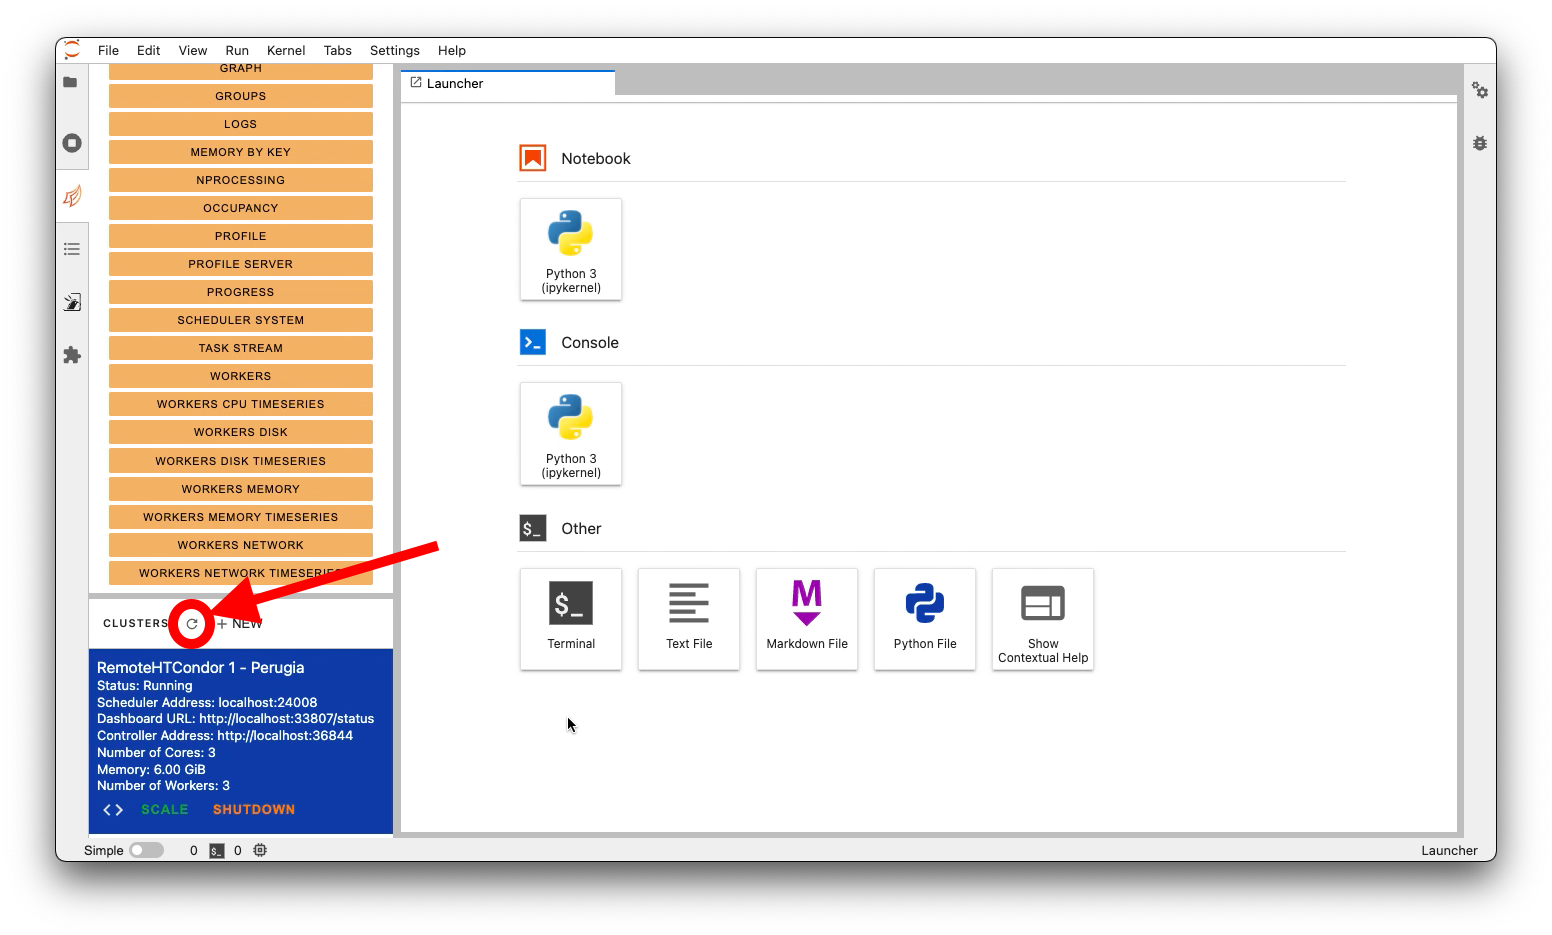 File Edit View Run Kernel Tabs Settings Help
GRAPH
GROUPS
LOGS
MEMORY BY KEY
NPROCESSING
OCCUPANCY
PROFILE
PROFILE SERVER
PROGRESS
SCHEDULER SYSTEM
TASK STREAM
WORKERS
WORKERS CPU TIMESERIES
WORKERS DISK
WORKERS DISK TIMESERIES
WORKERS MEMORY
WORKERS MEMORY TIMESERIES
WORKERS NETWORK
WORKERS NETWORK TIMESERIES
CLUSTERS + NEW
RemoteHTCondor 1 - Perugia
Status: Running
Scheduler Address: localhost:24008
Dashboard URL: http://localhost:33807/status
Controller Address: http://localhost:36844
Number of Cores: 3
Memory: 6.00 GiB
Number of Workers: 3
<> SCALE SHUTDOWN
Launcher
Notebook
Python 3
(ipykernel)
>_ Console
Python 3
(ipykernel)
$_ Other
$_
Terminal
Text File
M
Markdown File
Python File
Show
Contextual Help
Simple 0 $_ 0
Launcher